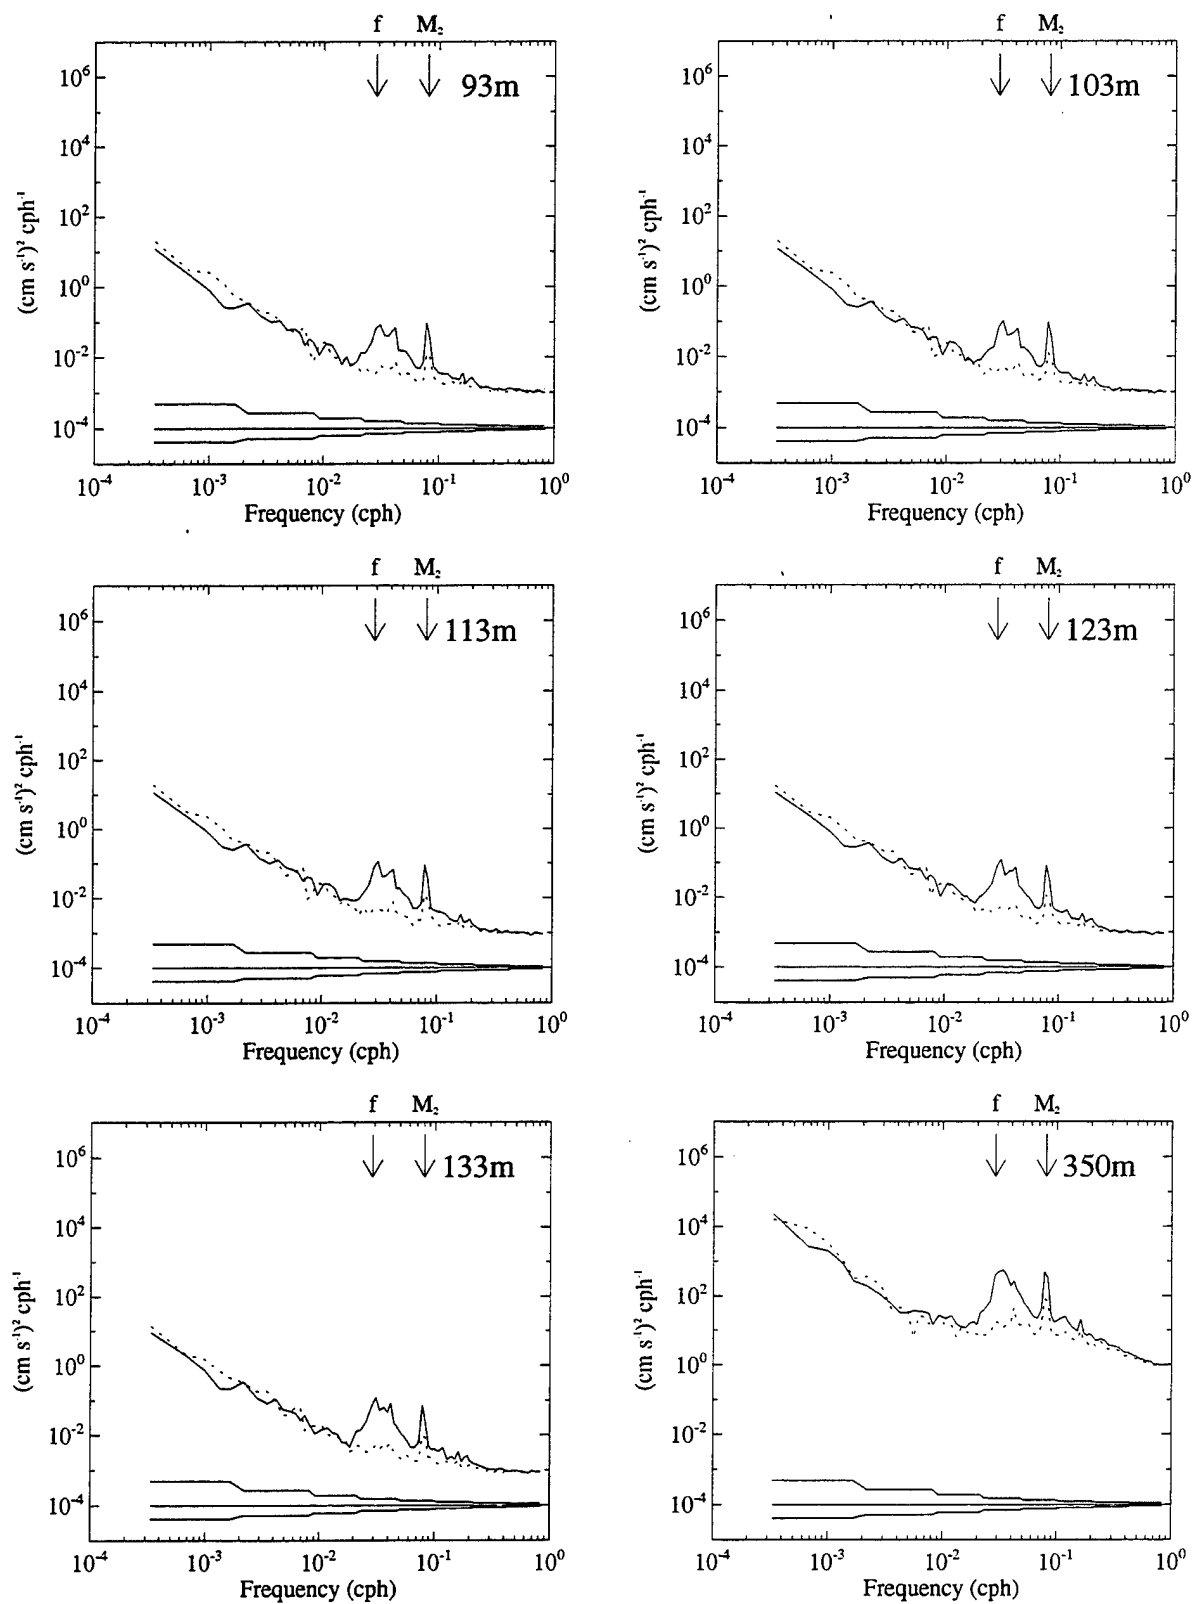 f M₂
93m
10⁶
10⁴
10²
10⁰
10⁻²
10⁻⁴
(cm s⁻¹)² cph⁻¹
10⁻⁴ 10⁻³ 10⁻² 10⁻¹ 10⁰
Frequency (cph)
f M₂
103m
10⁶
10⁴
10²
10⁰
10⁻²
10⁻⁴
(cm s⁻¹)² cph⁻¹
10⁻⁴ 10⁻³ 10⁻² 10⁻¹ 10⁰
Frequency (cph)
f M₂
113m
10⁶
10⁴
10²
10⁰
10⁻²
10⁻⁴
(cm s⁻¹)² cph⁻¹
10⁻⁴ 10⁻³ 10⁻² 10⁻¹ 10⁰
Frequency (cph)
f M₂
123m
10⁶
10⁴
10²
10⁰
10⁻²
10⁻⁴
(cm s⁻¹)² cph⁻¹
10⁻⁴ 10⁻³ 10⁻² 10⁻¹ 10⁰
Frequency (cph)
f M₂
133m
10⁶
10⁴
10²
10⁰
10⁻²
10⁻⁴
(cm s⁻¹)² cph⁻¹
10⁻⁴ 10⁻³ 10⁻² 10⁻¹ 10⁰
Frequency (cph)
f M₂
350m
10⁶
10⁴
10²
10⁰
10⁻²
10⁻⁴
(cm s⁻¹)² cph⁻¹
10⁻⁴ 10⁻³ 10⁻² 10⁻¹ 10⁰
Frequency (cph)